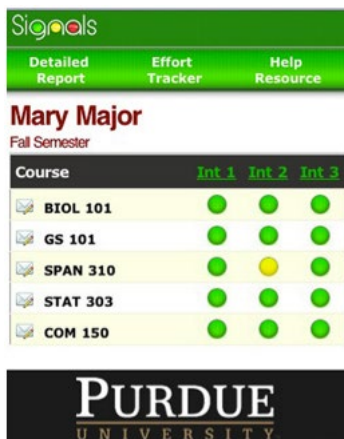 Signals
Detailed Report
Effort Tracker
Help Resource
Mary Major
Fall Semester
Course Int 1 Int 2 Int 3
BIOL 101
GS 101
SPAN 310
STAT 303
COM 150
PURDUE
UNIVERSITY